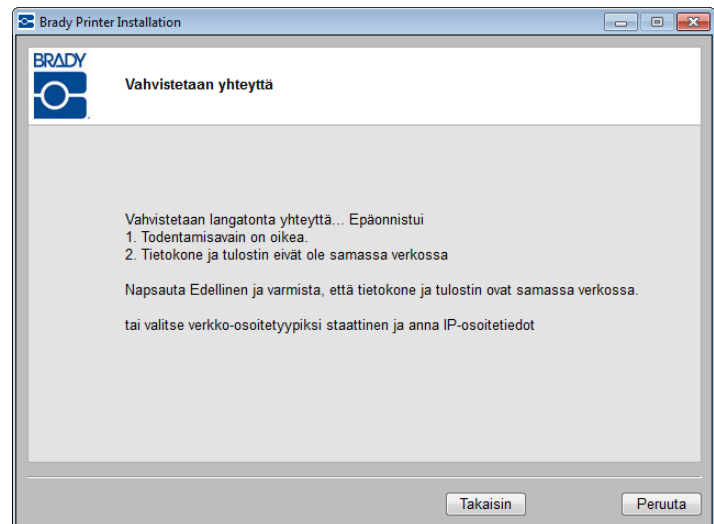 Brady Printer Installation
BRADY
Vahvistetaan yhteyttä
Vahvistetaan langatonta yhteyttä... Epäonnistui
1. Todentamisavain on oikea.
2. Tietokone ja tulostin eivät ole samassa verkossa
Napsauta Edellinen ja varmista, että tietokone ja tulostin ovat samassa verkossa.
tai valitse verkko-osoitetyypiksi staattinen ja anna IP-osoitetiedot
Takaisin
Peruuta